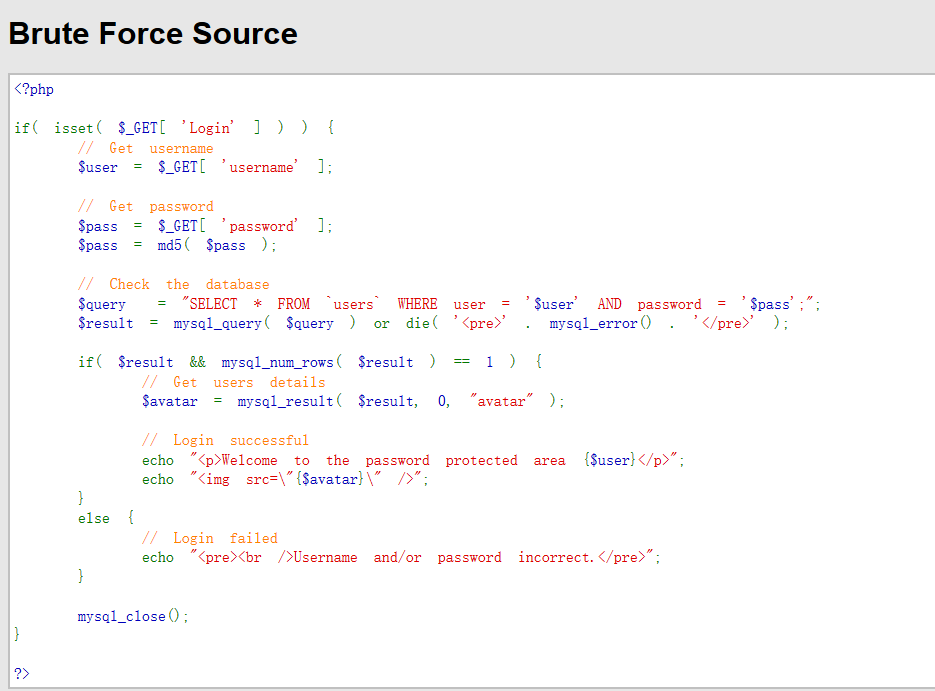 Brute Force Source
<?php
if( isset( $_GET[ 'Login' ] ) ) {
// Get username
$user = $_GET[ 'username' ];
// Get password
$pass = $_GET[ 'password' ];
$pass = md5( $pass );
// Check the database
$query = "SELECT * FROM `users` WHERE user = '$user' AND password = '$pass';";
$result = mysql_query( $query ) or die( '<pre>' . mysql_error() . '</pre>' );
if( $result && mysql_num_rows( $result ) == 1 ) {
// Get users details
$avatar = mysql_result( $result, 0, "avatar" );
// Login successful
echo "<p>Welcome to the password protected area {$user}</p>";
echo "<img src=\"{$avatar}\" />";
}
else {
// Login failed
echo "<pre><br />Username and/or password incorrect.</pre>";
}
mysql_close();
}
?>